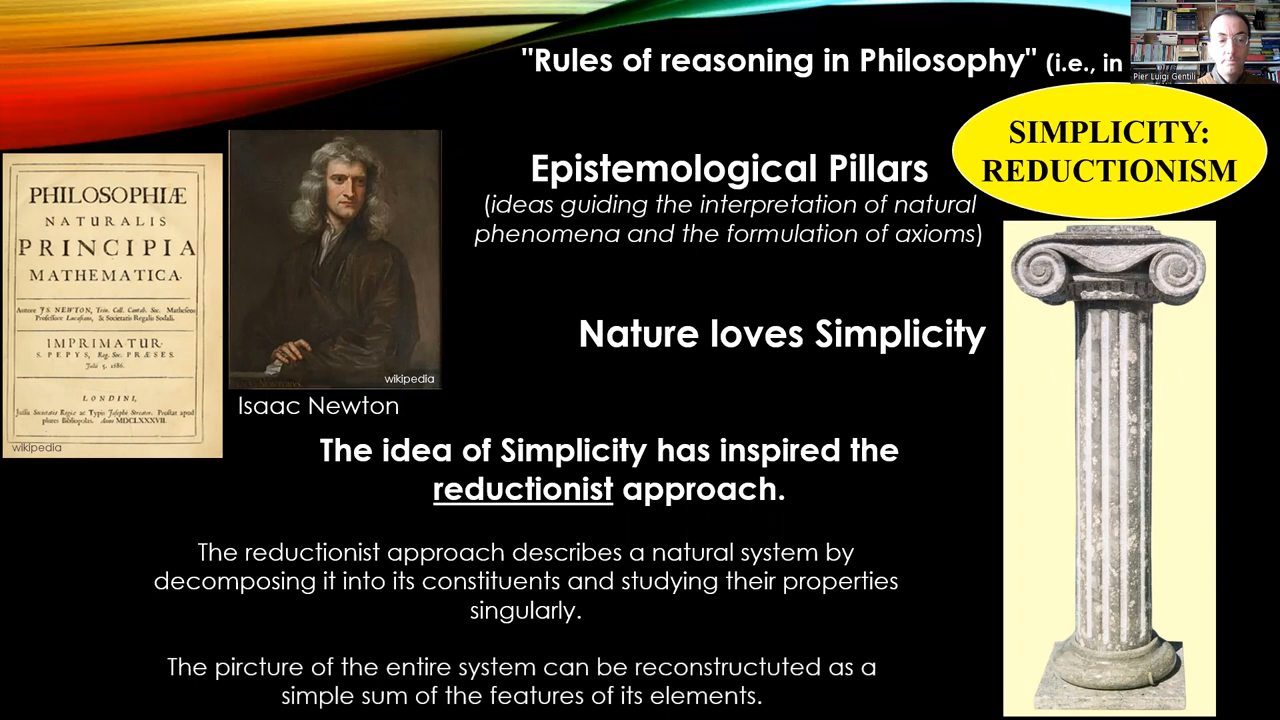 "Rules of reasoning in Philosophy" (i.e., in
Pier Luigi Gentili
SIMPLICITY:
REDUCTIONISM
Epistemological Pillars
(ideas guiding the interpretation of natural
phenomena and the formulation of axioms)
PHILOSOPHIÆ
NATURALIS
PRINCIPIA
MATHEMATICA.
Autore JS. NEWTON, Trin. Coll. Cantab. Soc. Matheseos
Professore Lucasiano, & Societatis Regalis Sodali.
IMPRIMATUR.
S. PEPYS, Reg. Soc. PRÆSES.
Julii 5. 1686.
LONDINI,
Jussu Societatis Regiæ ac Typis Josephi Streater. Prostat apud
plures Bibliopolas. Anno MDCLXXXVII.
wikipedia
wikipedia
Isaac Newton
Nature loves Simplicity
The idea of Simplicity has inspired the
reductionist approach.
The reductionist approach describes a natural system by
decomposing it into its constituents and studying their properties
singularly.
The pircture of the entire system can be reconstructuted as a
simple sum of the features of its elements.